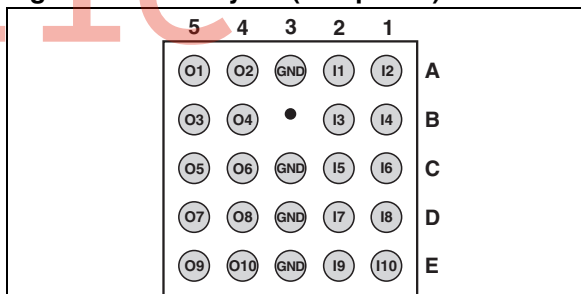 5 4 3 2 1
O1 O2 GND I1 I2 A
O3 O4 I3 I4 B
O5 O6 GND I5 I6 C
O7 O8 GND I7 I8 D
O9 O10 GND I9 I10 E